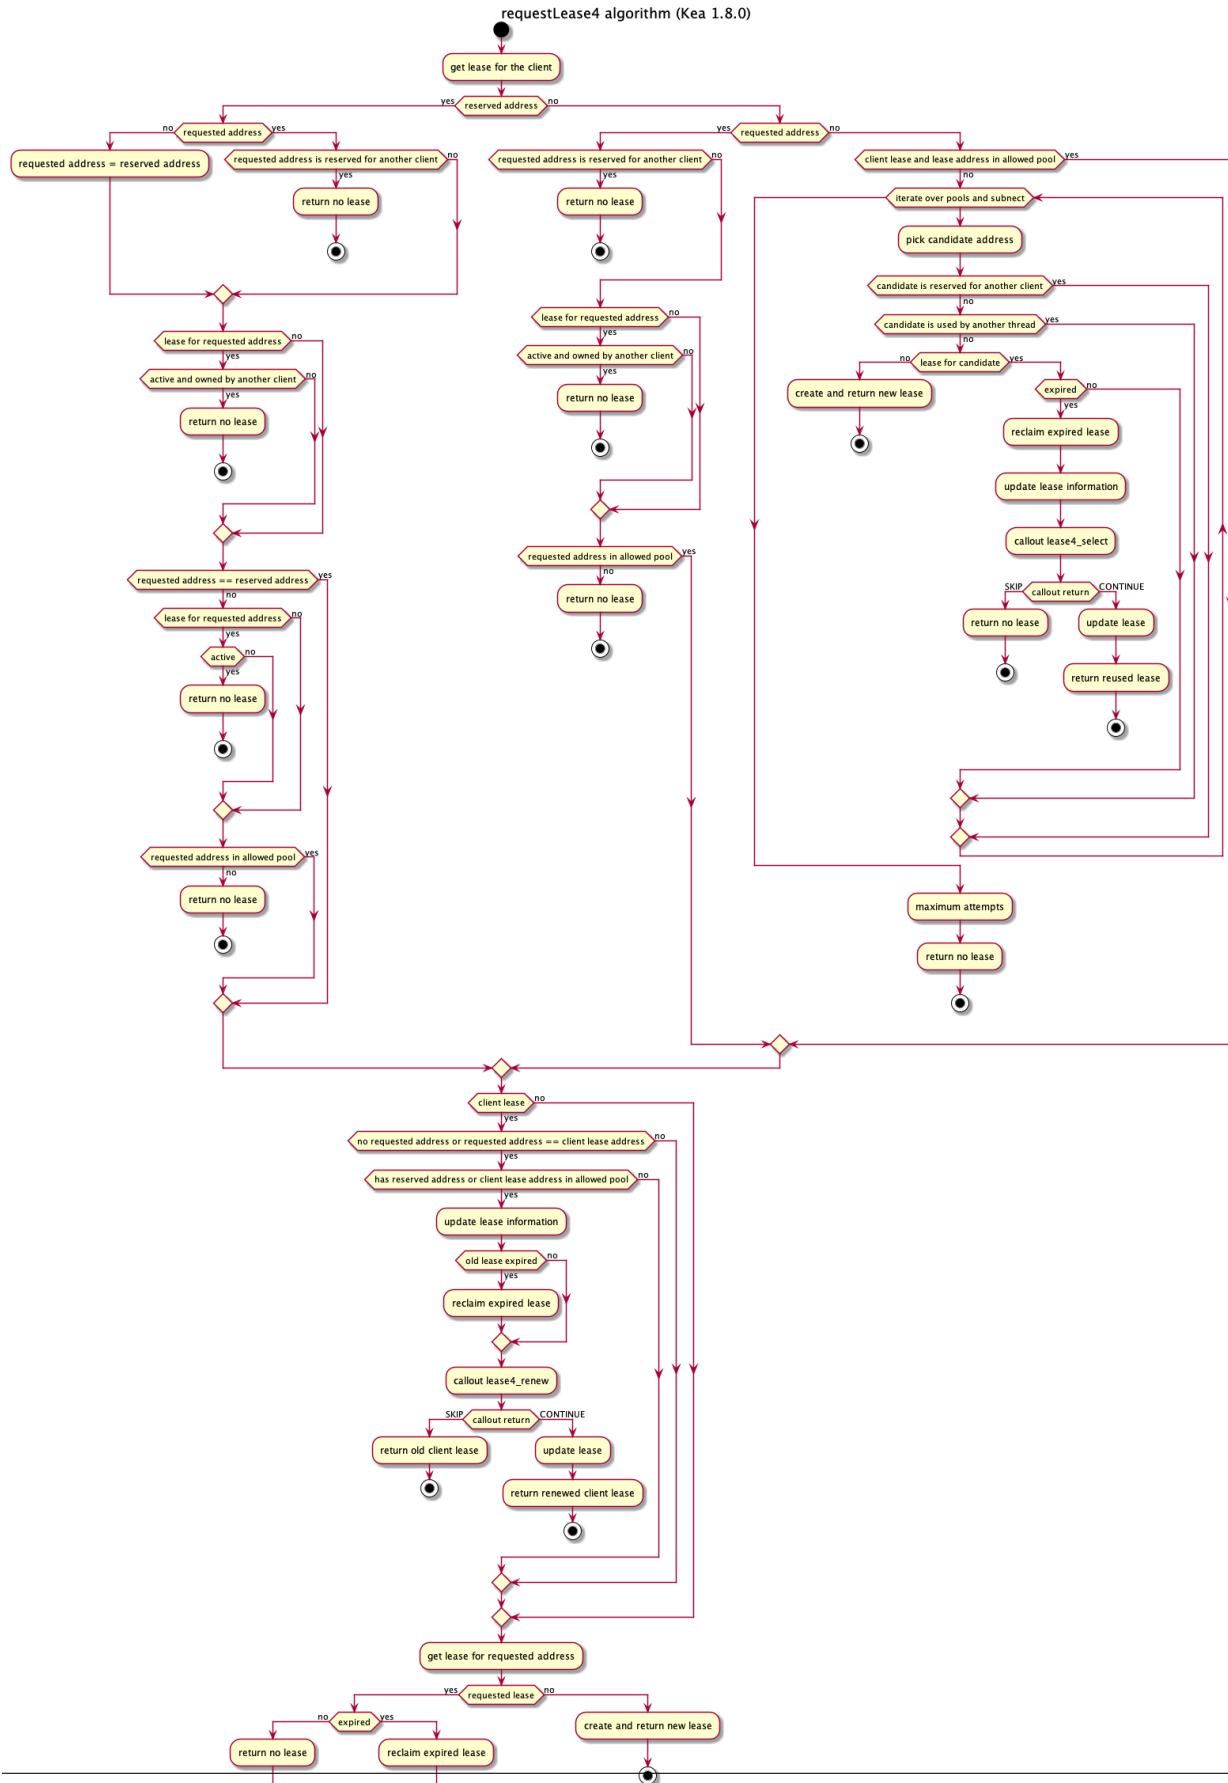 requestLease4 algorithm (Kea 1.8.0)
get lease for the client
yes
reserved address
no
no
requested address
yes
requested address = reserved address
requested address is reserved for another client
no
yes
return no lease
lease for requested address
no
yes
active and owned by another client
no
yes
return no lease
requested address == reserved address
yes
no
lease for requested address
no
yes
active
no
yes
return no lease
requested address in allowed pool
yes
no
return no lease
yes
requested address
no
requested address is reserved for another client
no
yes
return no lease
lease for requested address
no
yes
active and owned by another client
no
yes
return no lease
requested address in allowed pool
yes
no
return no lease
client lease and lease address in allowed pool
yes
no
iterate over pools and subnect
pick candidate address
candidate is reserved for another client
yes
no
candidate is used by another thread
yes
no
no
lease for candidate
yes
create and return new lease
expired
no
yes
reclaim expired lease
update lease information
callout lease4_select
SKIP
callout return
CONTINUE
return no lease
update lease
return reused lease
maximum attempts
return no lease
client lease
no
yes
no requested address or requested address == client lease address
no
yes
has reserved address or client lease address in allowed pool
no
yes
update lease information
old lease expired
no
yes
reclaim expired lease
callout lease4_renew
SKIP
callout return
CONTINUE
return old client lease
update lease
return renewed client lease
get lease for requested address
yes
requested lease
no
no
expired
yes
create and return new lease
return no lease
reclaim expired lease